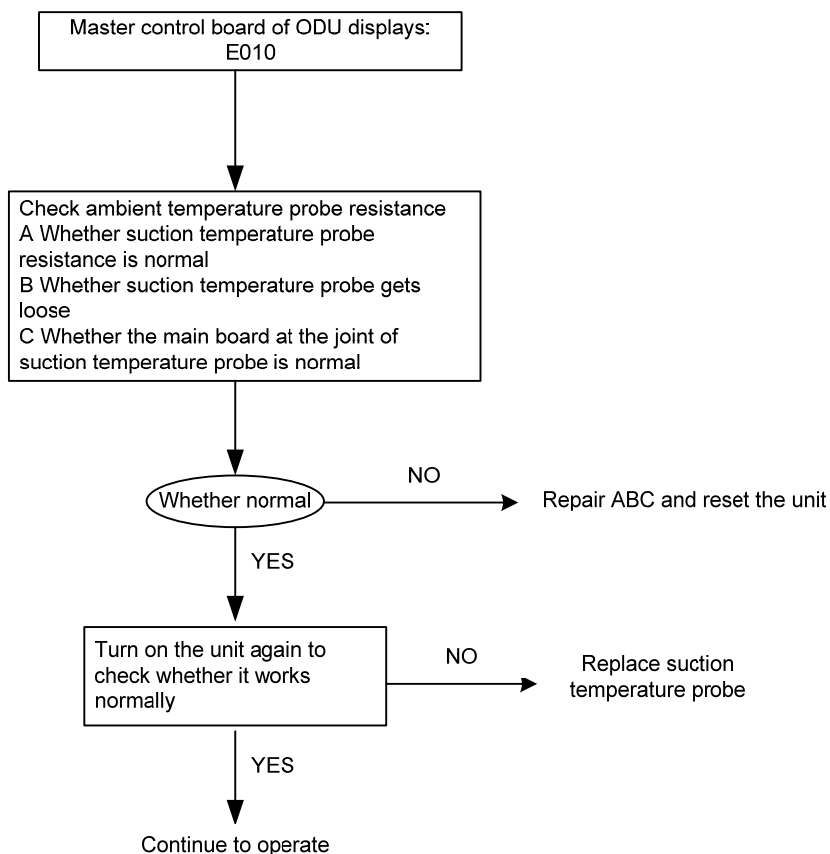 Master control board of ODU displays:
E010
Check ambient temperature probe resistance
A Whether suction temperature probe
resistance is normal
B Whether suction temperature probe gets
loose
C Whether the main board at the joint of
suction temperature probe is normal
Whether normal
NO
Repair ABC and reset the unit
YES
Turn on the unit again to
check whether it works
normally
NO
Replace suction
temperature probe
YES
Continue to operate